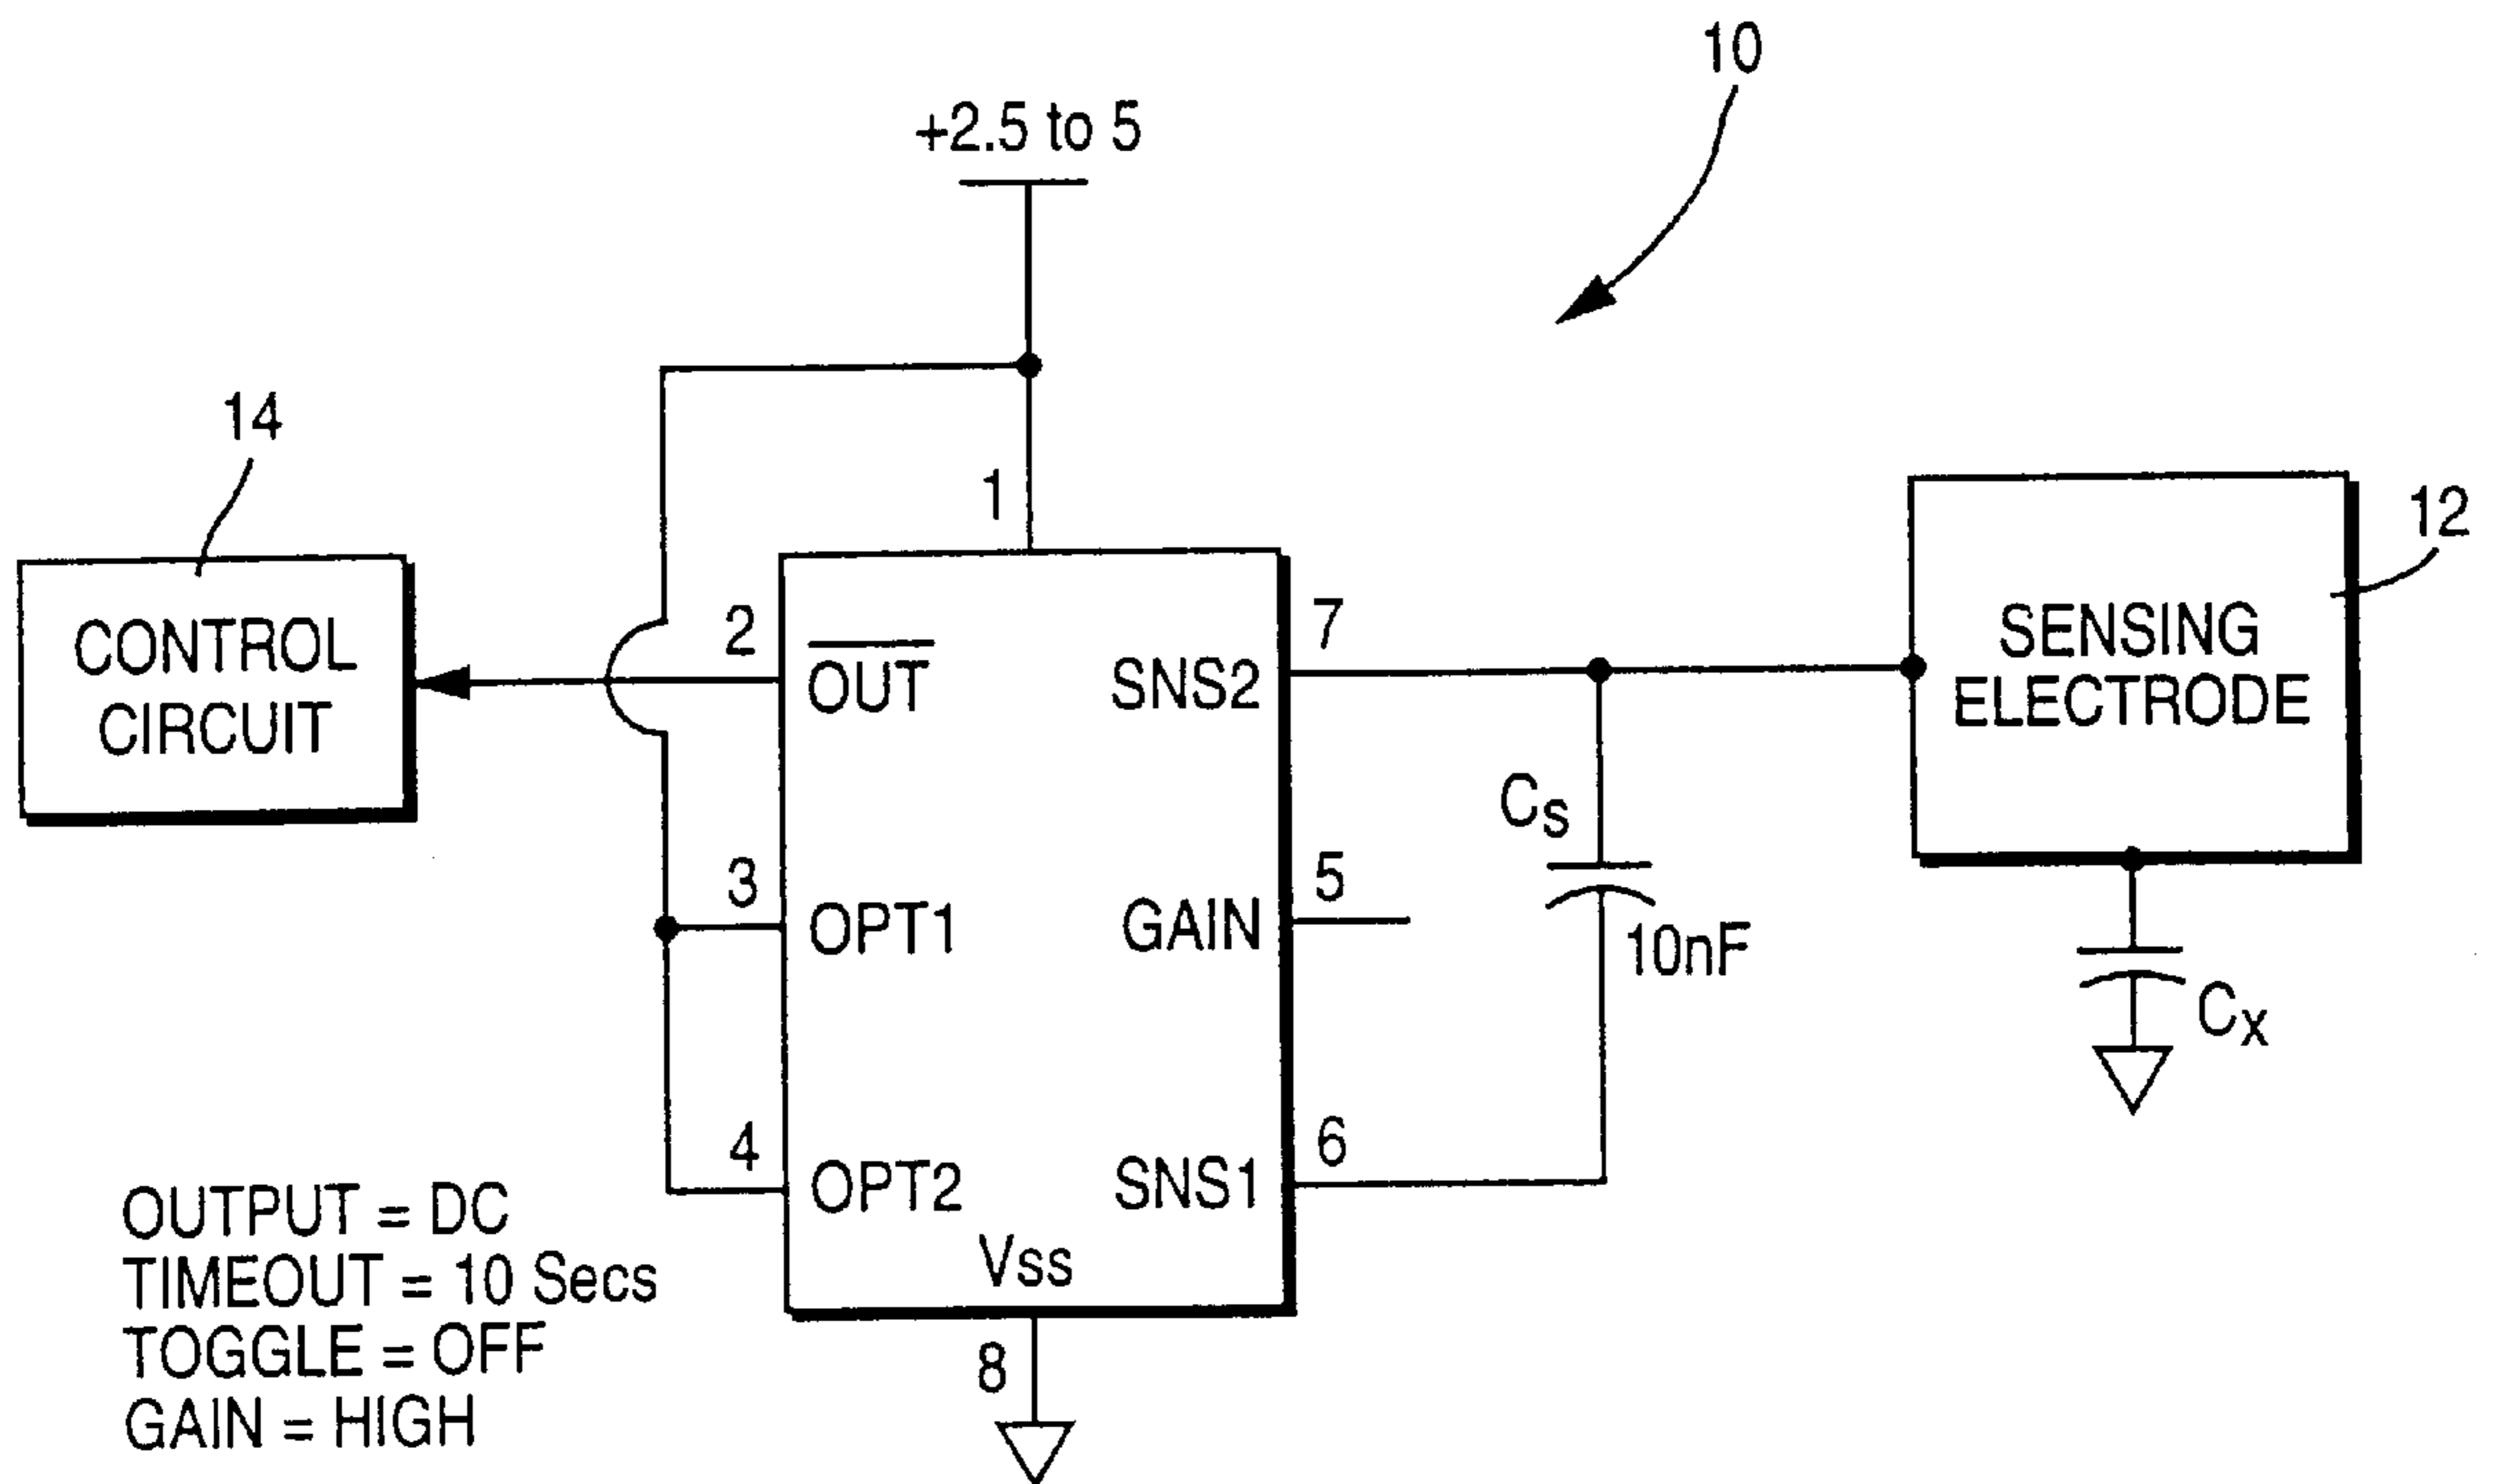 10
+2.5 to 5
14
1
12
CONTROL
CIRCUIT
2
OUT
7
SNS2
SENSING
ELECTRODE
Cs
10nF
3
OPT1
5
GAIN
Cx
4
OPT2
6
SNS1
Vss
8
OUTPUT = DC
TIMEOUT = 10 Secs
TOGGLE = OFF
GAIN = HIGH